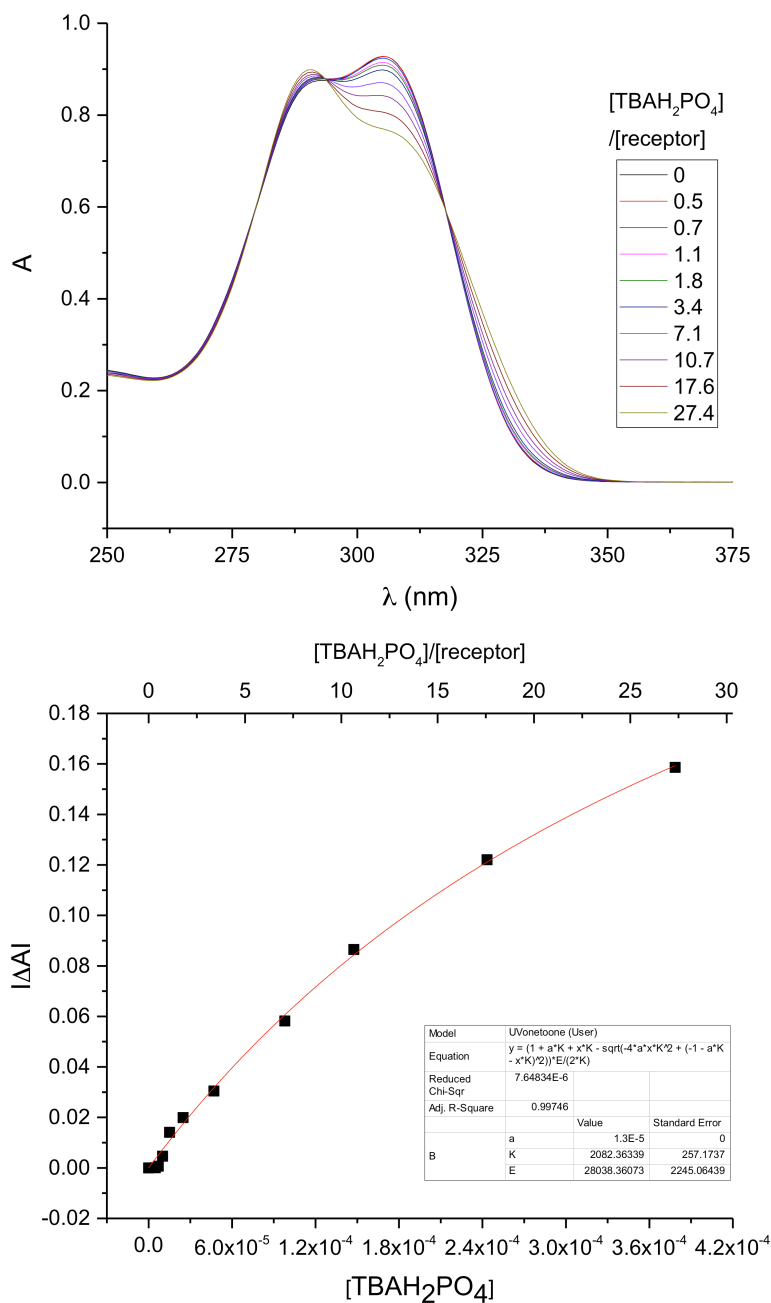 1.0
0.8
0.6
0.4
0.2
0.0
A
250 275 300 325 350 375
λ (nm)
[TBAH2PO4]
/[receptor]
0
0.5
0.7
1.1
1.8
3.4
7.1
10.7
17.6
27.4
[TBAH2PO4]/[receptor]
0 5 10 15 20 25 30
0.18
0.16
0.14
0.12
0.10
0.08
0.06
0.04
0.02
0.00
-0.02
IΔAI
Model UVonetoone (User)
Equation y = (1 + a*K + x*K - sqrt(-4*a*x*K^2 + (-1 - a*K
- x*K)^2))*E/(2*K)
Reduced 7.64834E-6
Chi-Sqr
Adj. R-Square 0.99746
Value Standard Error
B a 1.3E-5 0
K 2082.36339 257.1737
E 28038.36073 2245.06439
0.0 6.0x10-5 1.2x10-4 1.8x10-4 2.4x10-4 3.0x10-4 3.6x10-4 4.2x10-4
[TBAH2PO4]